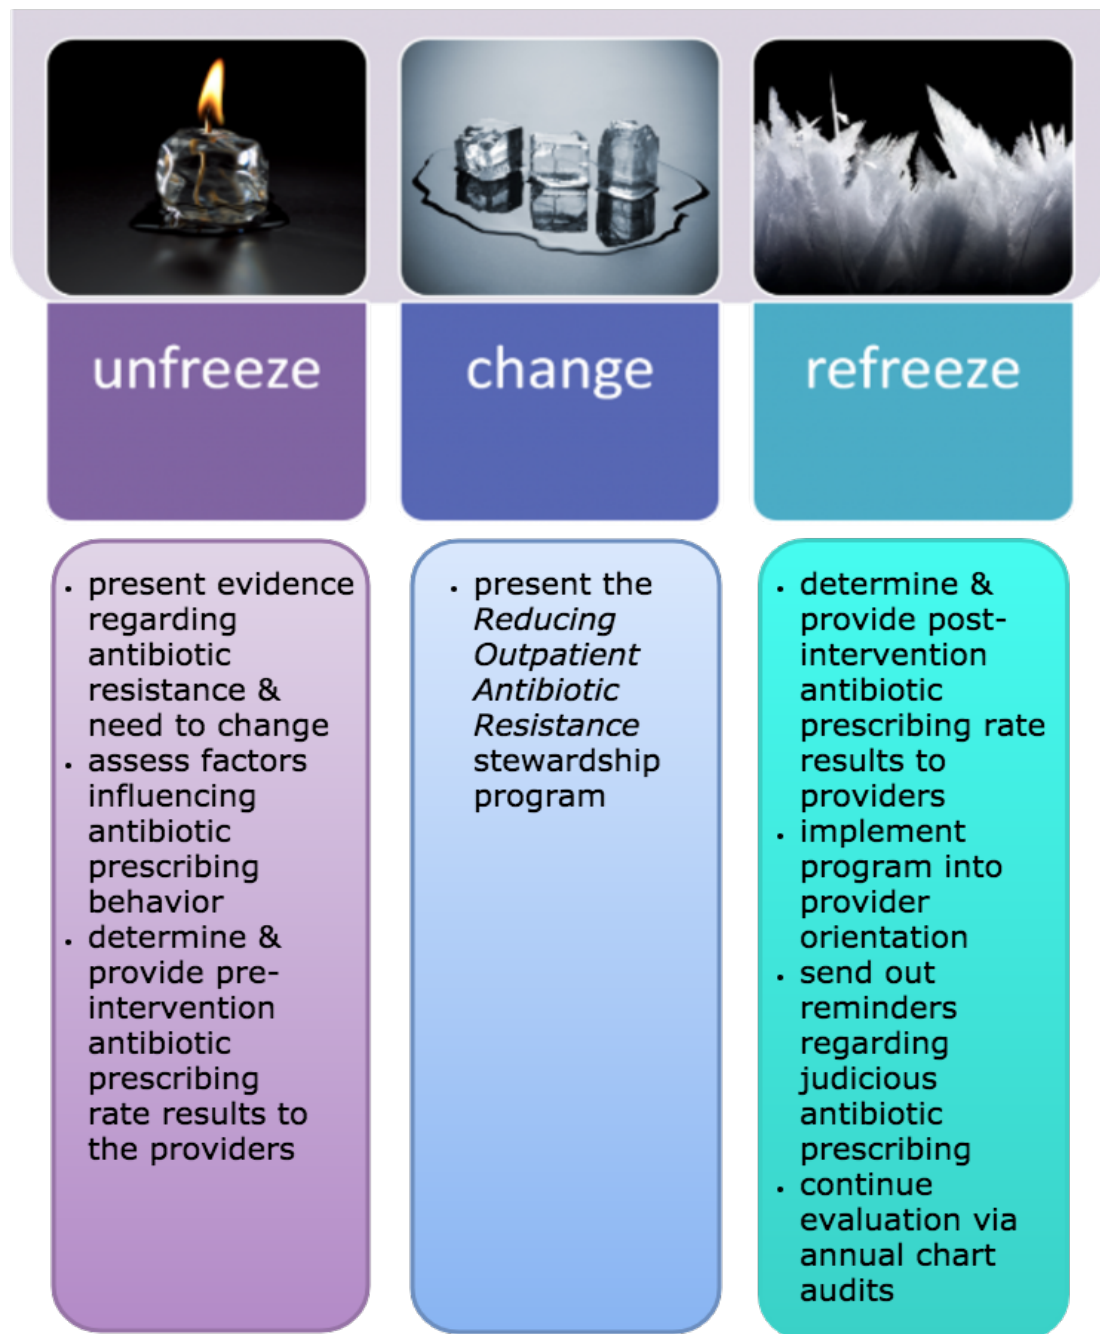 unfreeze
change
refreeze
• present evidence
regarding
antibiotic
resistance &
need to change
• assess factors
influencing
antibiotic
prescribing
behavior
• determine &
provide pre-
intervention
antibiotic
prescribing
rate results to
the providers
• present the
Reducing
Outpatient
Antibiotic
Resistance
stewardship
program
• determine &
provide post-
intervention
antibiotic
prescribing rate
results to
providers
• implement
program into
provider
orientation
• send out
reminders
regarding
judicious
antibiotic
prescribing
• continue
evaluation via
annual chart
audits